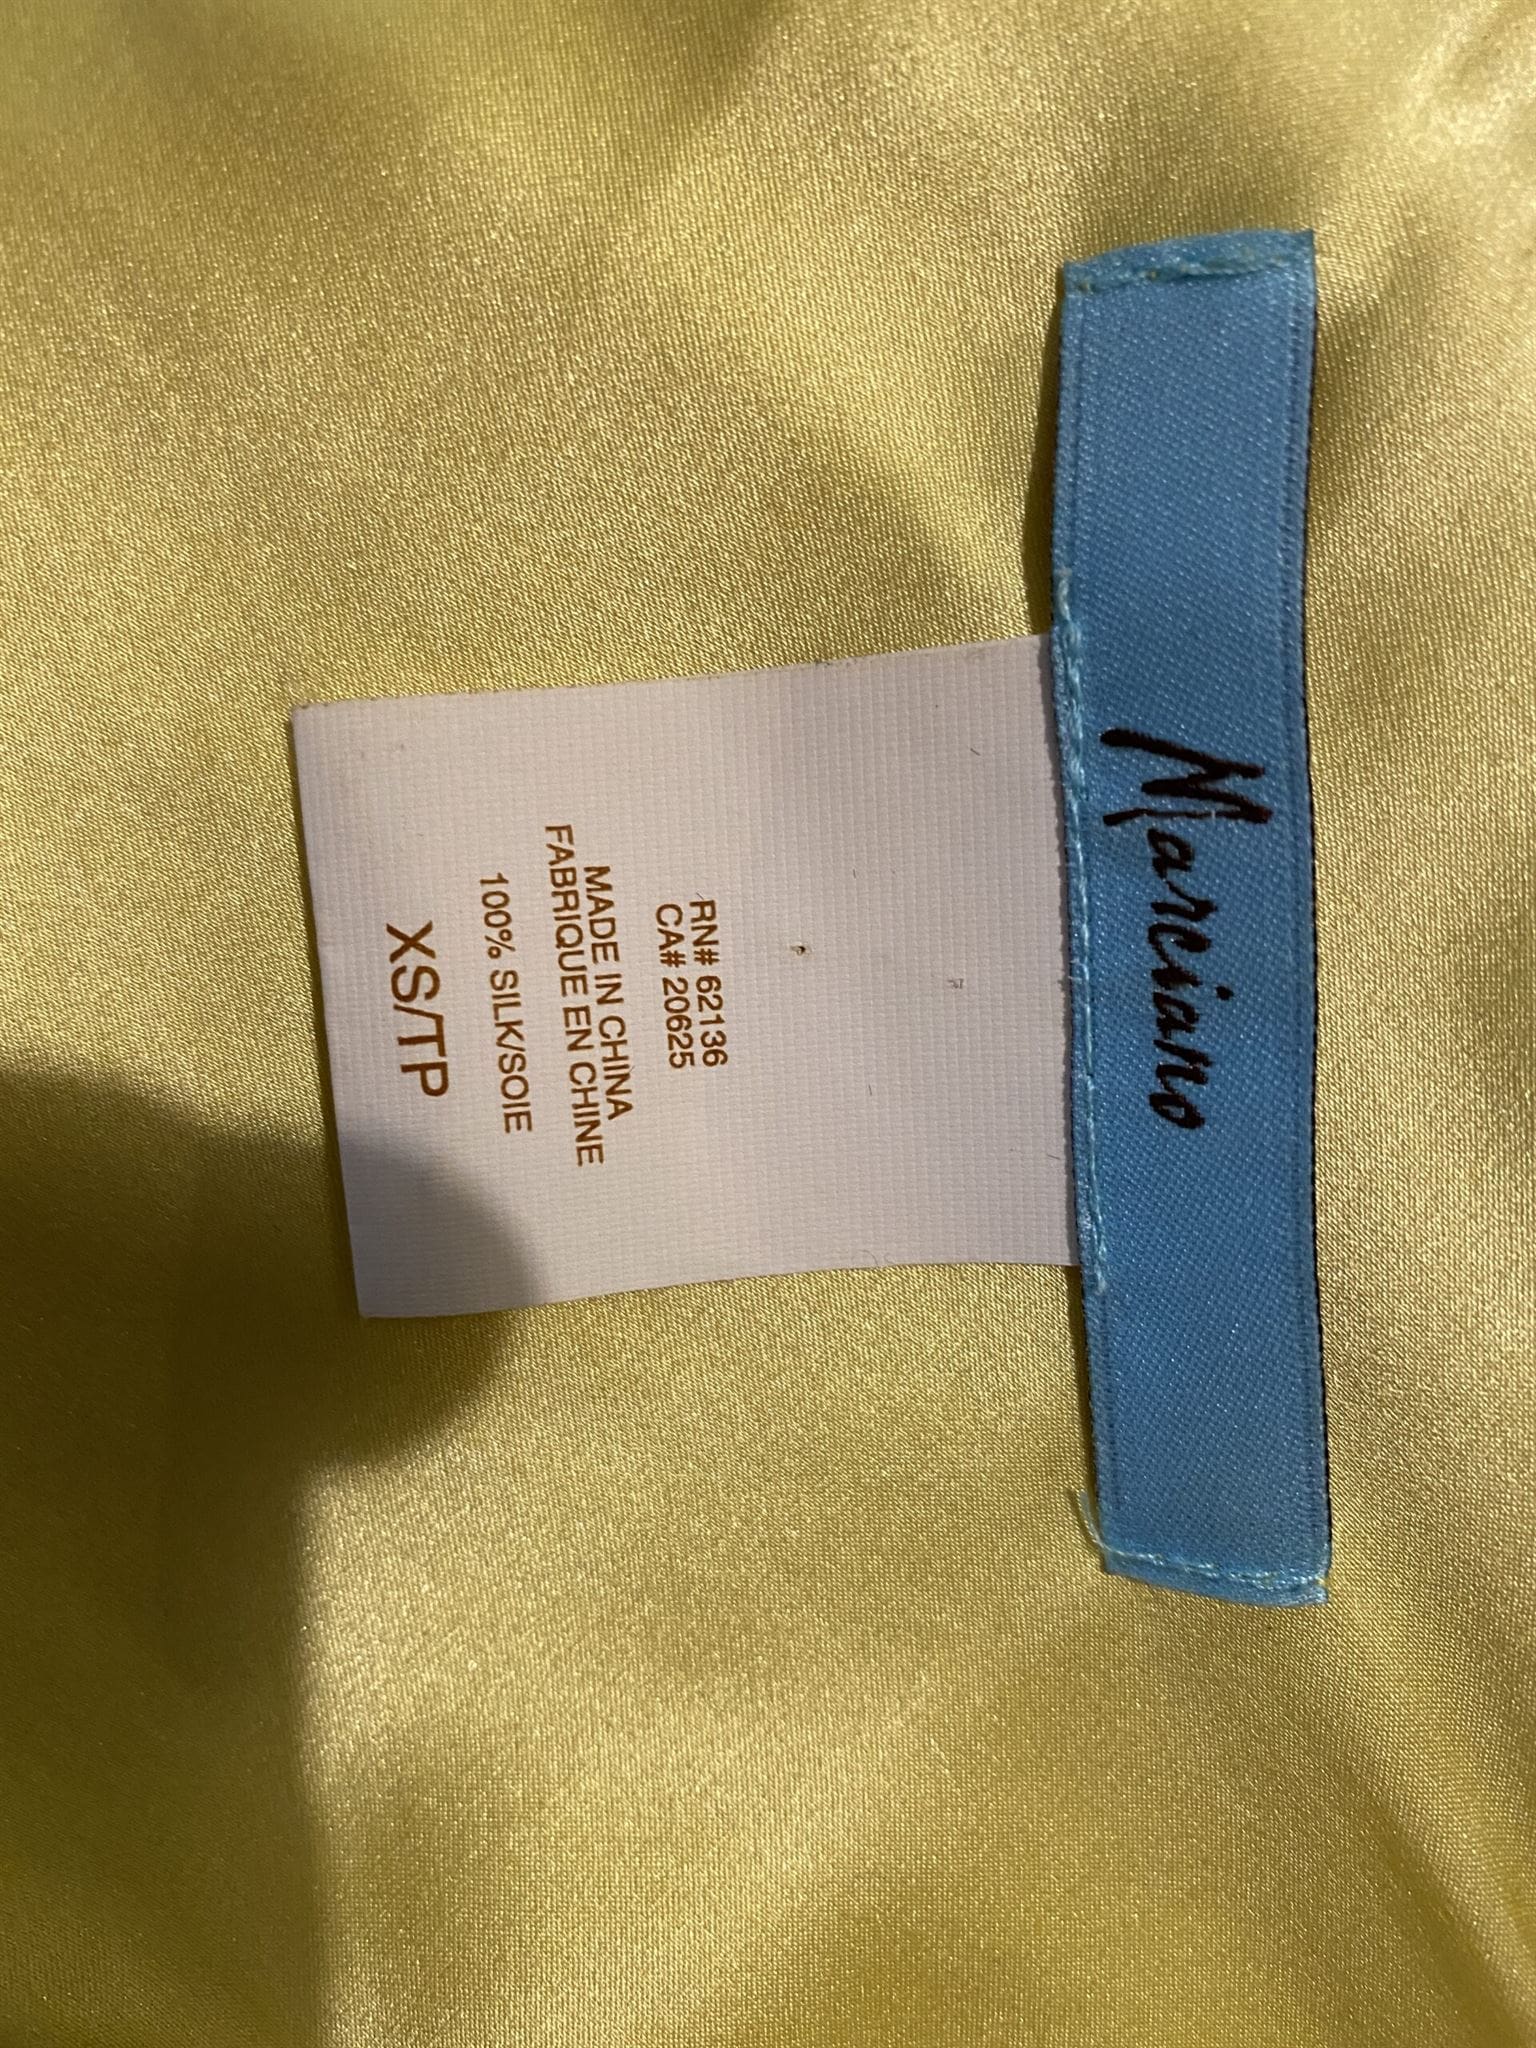 Marciano
RN# 62136
CA# 20625
MADE IN CHINA
FABRIQUE EN CHINE
100% SILK/SOIE
XS/TP